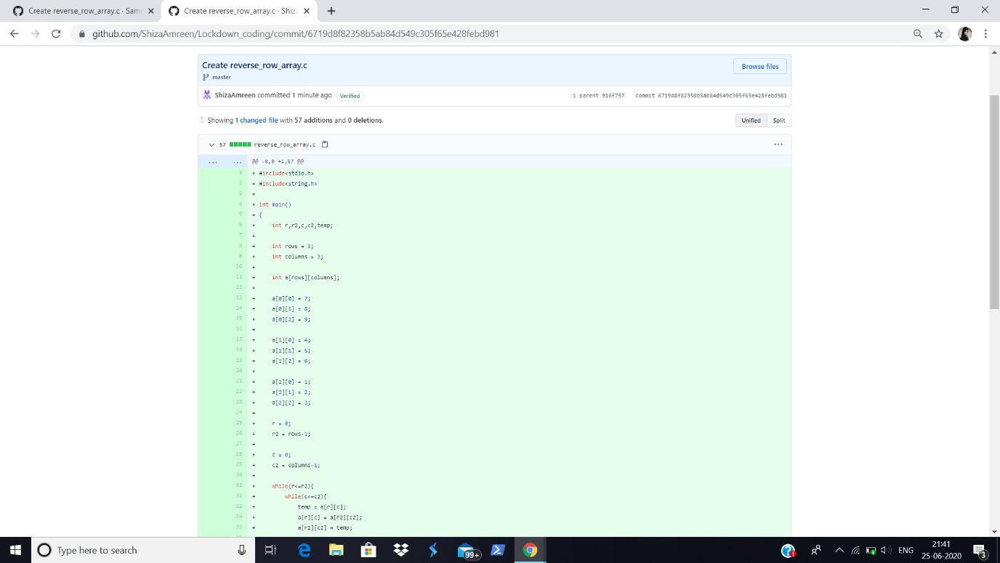 Create reverse_row_array.c · Sam
Create reverse_row_array.c · Shiza
github.com/ShizaAmreen/Lockdown_coding/commit/6719d8f82358b5ab84d549c305f65e428febd981
Create reverse_row_array.c
Browse files
master
ShizaAmreen committed 1 minute ago Verified
1 parent 916f797 commit 6719d8f82358b5ab84d549c305f65e428febd981
Showing 1 changed file with 57 additions and 0 deletions.
Unified Split
57 reverse_row_array.c
... ... @@ -0,0 +1,57 @@
1 + #include<stdio.h>
2 + #include<string.h>
3 +
4 + int main()
5 + {
6 + int r,r2,c,c2,temp;
7 +
8 + int rows = 3;
9 + int columns = 3;
10 +
11 + int a[rows][columns];
12 +
13 + a[0][0] = 7;
14 + a[0][1] = 8;
15 + a[0][2] = 9;
16 +
17 + a[1][0] = 4;
18 + a[1][1] = 5;
19 + a[1][2] = 6;
20 +
21 + a[2][0] = 1;
22 + a[2][1] = 2;
23 + a[2][2] = 3;
24 +
25 + r = 0;
26 + r2 = rows-1;
27 +
28 + c = 0;
29 + c2 = columns-1;
30 +
31 + while(r<=r2){
32 + while(c<=c2){
33 + temp = a[r][c];
34 + a[r][c] = a[r2][c2];
35 + a[r2][c2] = temp;
Type here to search
99+
ENG
21:41
25-06-2020
3